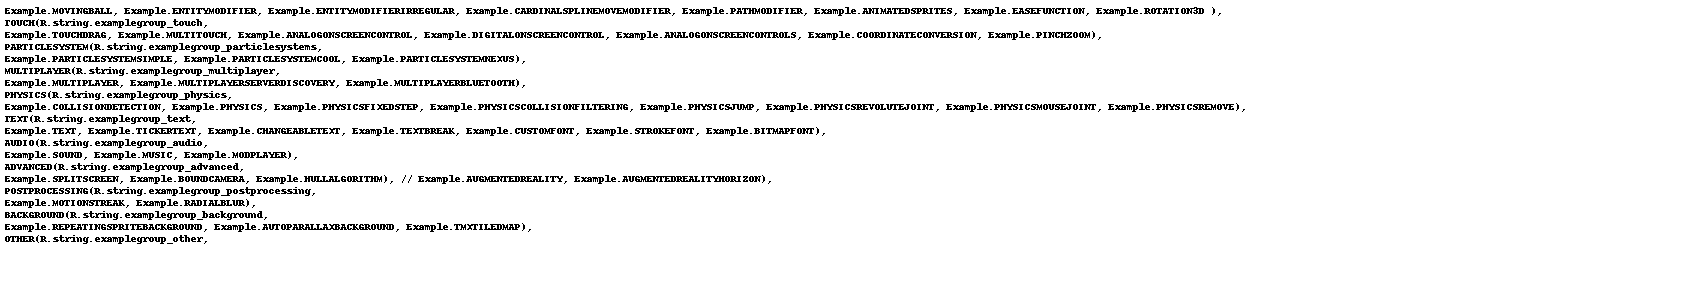 Example.MOVINGBALL, Example.ENTITYMODIFIER, Example.ENTITYMODIFIERIRREGULAR, Example.CARDINALSPLINEMOVEMODIFIER, Example.PATHMODIFIER, Example.ANIMATEDSPRITES, Example.EASEFUNCTION, Example.ROTATION3D ),
TOUCH(R.string.examplegroup_touch,
Example.TOUCHDRAG, Example.MULTITOUCH, Example.ANALOGONSCREENCONTROL, Example.DIGITALONSCREENCONTROL, Example.ANALOGONSCREENCONTROLS, Example.COORDINATECONVERSION, Example.PINCHZOOM),
PARTICLESYSTEM(R.string.examplegroup_particlesystems,
Example.PARTICLESYSTEMSIMPLE, Example.PARTICLESYSTEMCOOL, Example.PARTICLESYSTEMNEXUS),
MULTIPLAYER(R.string.examplegroup_multiplayer,
Example.MULTIPLAYER, Example.MULTIPLAYERSERVERDISCOVERY, Example.MULTIPLAYERBLUETOOTH),
PHYSICS(R.string.examplegroup_physics,
Example.COLLISIONDETECTION, Example.PHYSICS, Example.PHYSICSFIXEDSTEP, Example.PHYSICSCOLLISIONFILTERING, Example.PHYSICSJUMP, Example.PHYSICSREVOLUTEJOINT, Example.PHYSICSMOUSEJOINT, Example.PHYSICSREMOVE),
TEXT(R.string.examplegroup_text,
Example.TEXT, Example.TICKERTEXT, Example.CHANGEABLETEXT, Example.TEXTBREAK, Example.CUSTOMFONT, Example.STROKEFONT, Example.BITMAPFONT),
AUDIO(R.string.examplegroup_audio,
Example.SOUND, Example.MUSIC, Example.MODPLAYER),
ADVANCED(R.string.examplegroup_advanced,
Example.SPLITSCREEN, Example.BOUNDCAMERA, Example.HULLALGORITHM), // Example.AUGMENTEDREALITY, Example.AUGMENTEDREALITYHORIZON),
POSTPROCESSING(R.string.examplegroup_postprocessing,
Example.MOTIONSTREAK, Example.RADIALBLUR),
BACKGROUND(R.string.examplegroup_background,
Example.REPEATINGSPRITEBACKGROUND, Example.AUTOPARALLAXBACKGROUND, Example.TMXTILEDMAP),
OTHER(R.string.examplegroup_other,